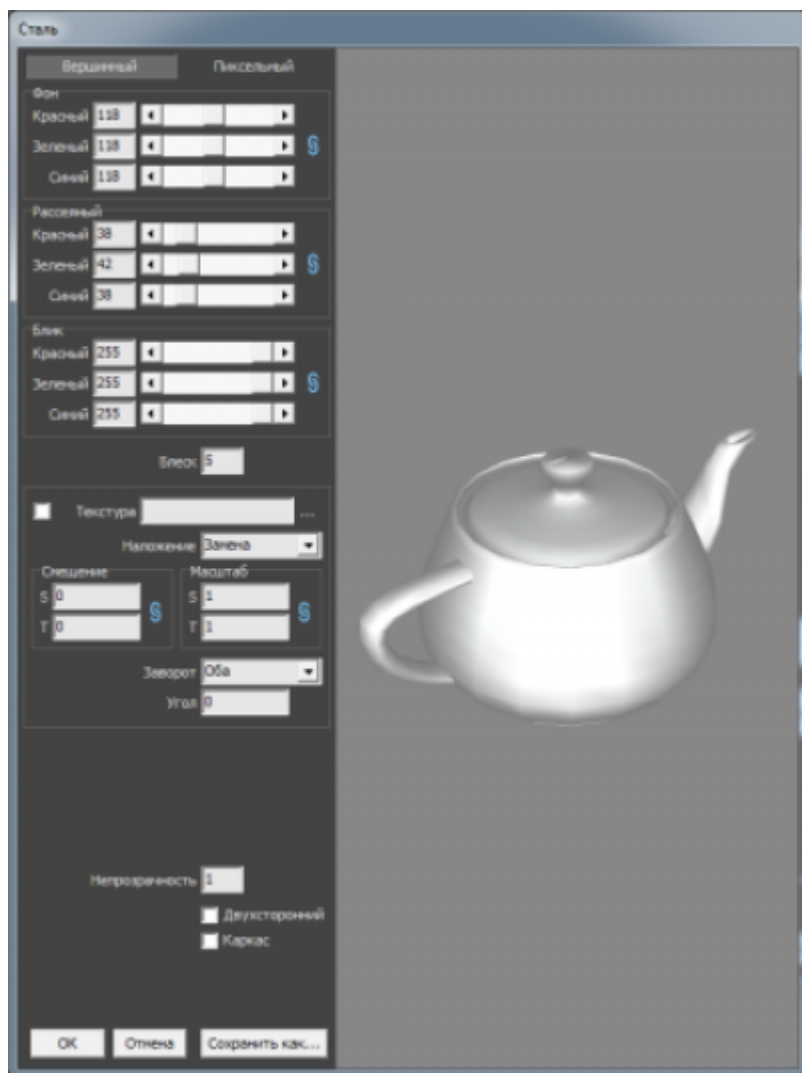 Сталь
Вершинный Пиксельный
Фон
Красный 118
Зеленый 118
Синий 118
Рассеяный
Красный 38
Зеленый 42
Синий 38
Блик
Красный 255
Зеленый 255
Синий 255
Блеск 5
Текстура ...
Наложение Замена
Смещение Масштаб
S 0 S 1
T 0 T 1
Заворот Оба
Угол 0
Непрозрачность 1
Двухсторонний
Каркас
ОК Отмена Сохранить как...